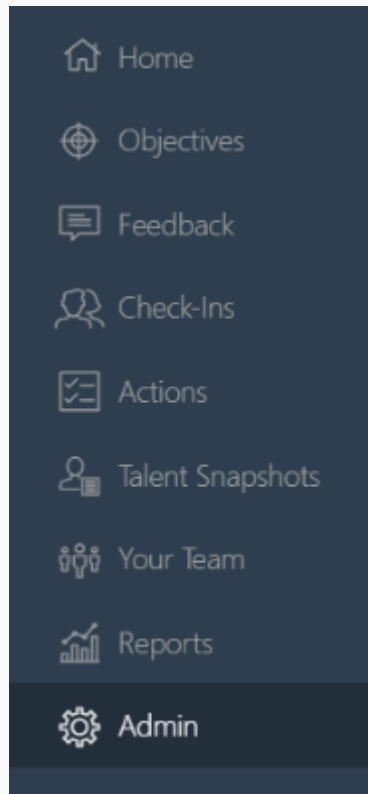 Home
Objectives
Feedback
Check-Ins
Actions
Talent Snapshots
Your Team
Reports
Admin